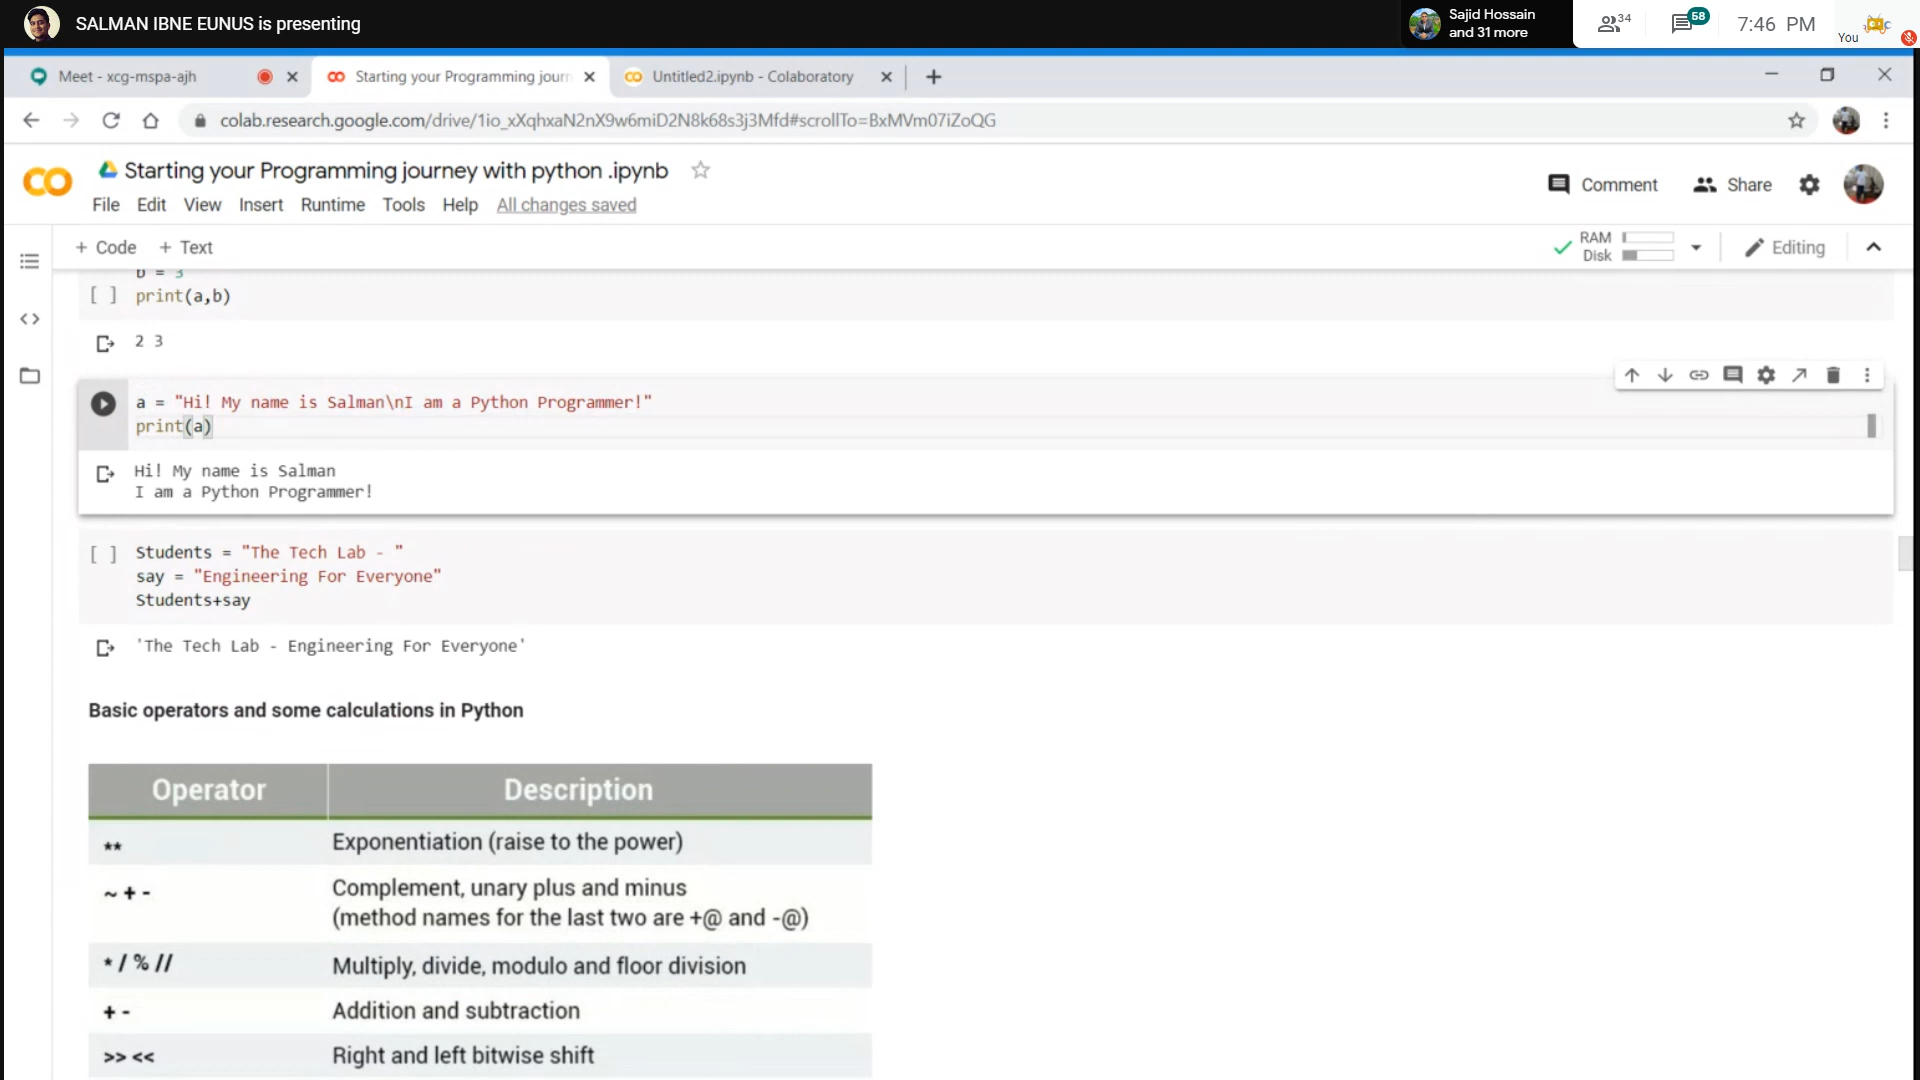 SALMAN IBNE EUNUS is presenting
Sajid Hossain
and 31 more
34
58
7:46 PM
You
Meet - xcg-mspa-ajh
Starting your Programming journ
Untitled2.ipynb - Colaboratory
colab.research.google.com/drive/1io_xXqhxaN2nX9w6miD2N8k68s3j3Mfd#scrollTo=BxMVm07iZoQG
Starting your Programming journey with python .ipynb
Comment
Share
File Edit View Insert Runtime Tools Help All changes saved
+ Code + Text
RAM
Disk
Editing
b = 3
[ ] print(a,b)
2 3
a = "Hi! My name is Salman\nI am a Python Programmer!"
print(a)
Hi! My name is Salman
I am a Python Programmer!
[ ] Students = "The Tech Lab - "
say = "Engineering For Everyone"
Students+say
'The Tech Lab - Engineering For Everyone'
Basic operators and some calculations in Python
Operator Description
** Exponentiation (raise to the power)
~ + - Complement, unary plus and minus
(method names for the last two are +@ and -@)
* / % // Multiply, divide, modulo and floor division
+ - Addition and subtraction
>> << Right and left bitwise shift